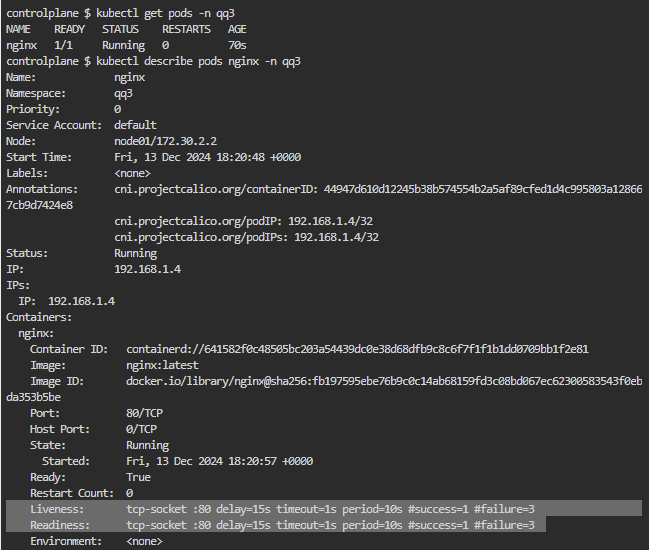 controlplane $ kubectl get pods -n qq3
NAME    READY   STATUS    RESTARTS   AGE
nginx   1/1     Running   0          70s
controlplane $ kubectl describe pods nginx -n qq3
Name:             nginx
Namespace:        qq3
Priority:         0
Service Account:  default
Node:             node01/172.30.2.2
Start Time:       Fri, 13 Dec 2024 18:20:48 +0000
Labels:           <none>
Annotations:      cni.projectcalico.org/containerID: 44947d610d12245b38b574554b2a5af89cfed1d4c995803a12866
7cb9d7424e8
                  cni.projectcalico.org/podIP: 192.168.1.4/32
                  cni.projectcalico.org/podIPs: 192.168.1.4/32
Status:           Running
IP:               192.168.1.4
IPs:
  IP:  192.168.1.4
Containers:
  nginx:
    Container ID:   containerd://641582f0c48505bc203a54439dc0e38d68dfb9c8c6f7f1f1b1dd0709bb1f2e81
    Image:          nginx:latest
    Image ID:       docker.io/library/nginx@sha256:fb197595ebe76b9c0c14ab68159fd3c08bd067ec62300583543f0eb
da353b5be
    Port:           80/TCP
    Host Port:      0/TCP
    State:          Running
      Started:      Fri, 13 Dec 2024 18:20:57 +0000
    Ready:          True
    Restart Count:  0
    Liveness:       tcp-socket :80 delay=15s timeout=1s period=10s #success=1 #failure=3
    Readiness:      tcp-socket :80 delay=15s timeout=1s period=10s #success=1 #failure=3
    Environment:    <none>